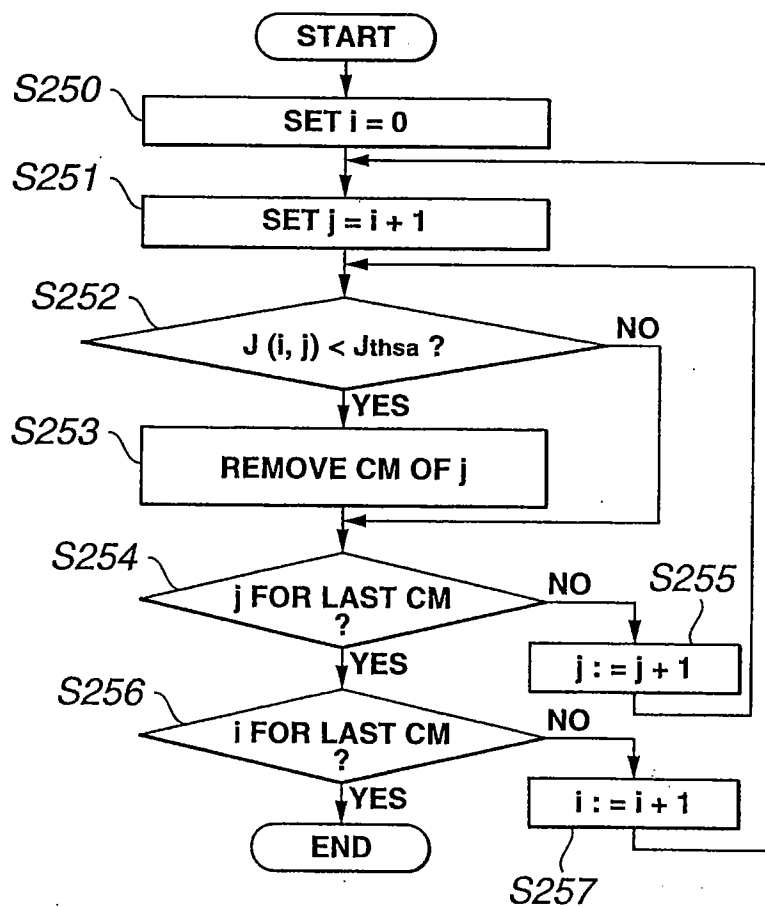 START
S250
SET i = 0
S251
SET j = i + 1
S252
J (i, j) < Jthsa ?
NO
YES
S253
REMOVE CM OF j
S254
j FOR LAST CM
?
NO
S255
j : = j + 1
YES
S256
i FOR LAST CM
?
NO
i : = i + 1
YES
END
S257